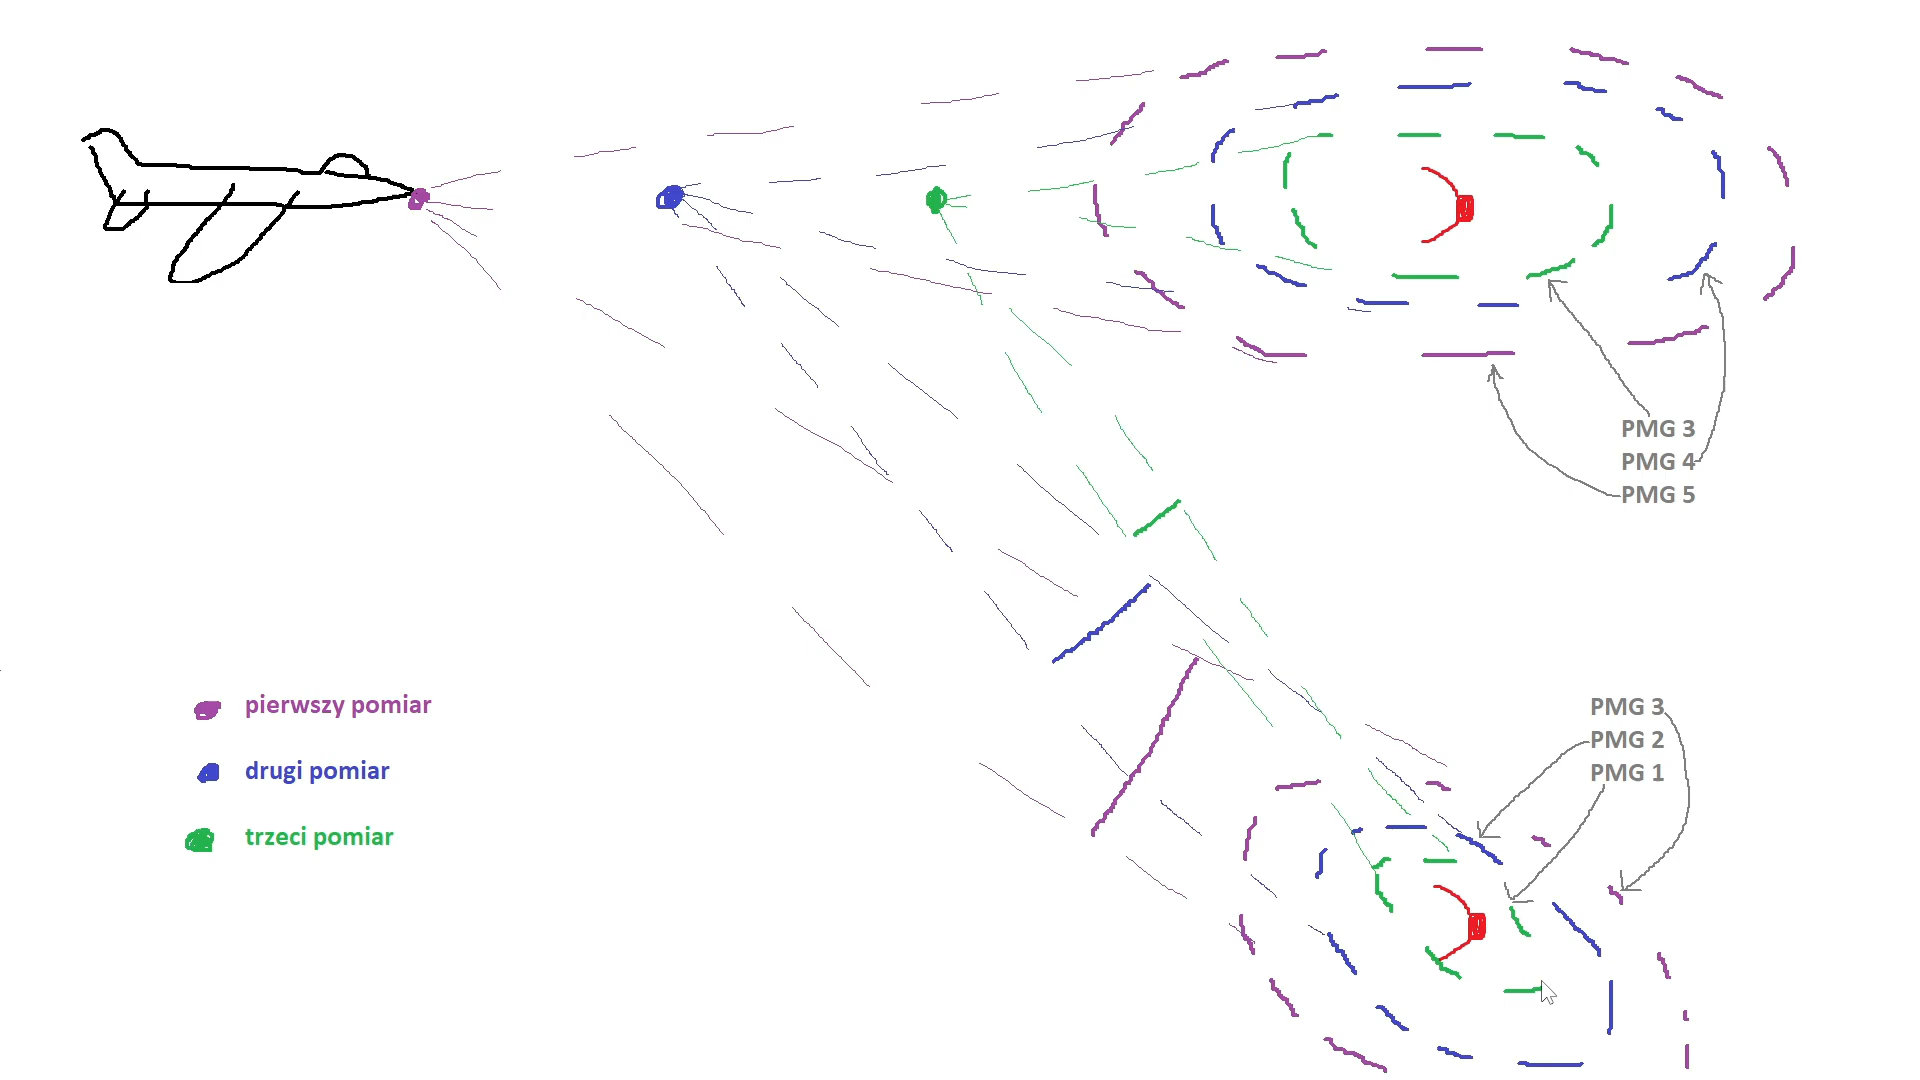 PMG 3
PMG 4
PMG 5
pierwszy pomiar
drugi pomiar
trzeci pomiar
PMG 3
PMG 2
PMG 1